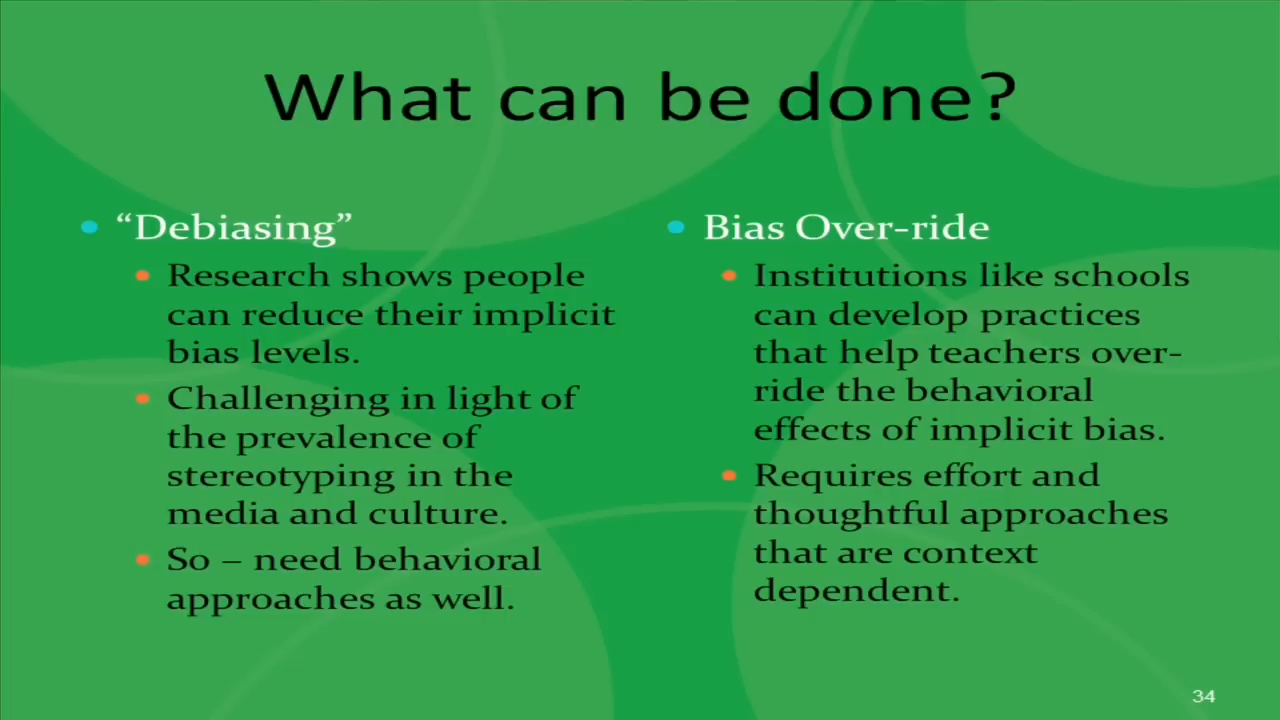 What can be done?
“Debiasing”
Research shows people
can reduce their implicit
bias levels.
Challenging in light of
the prevalence of
stereotyping in the
media and culture.
So – need behavioral
approaches as well.
Bias Over-ride
Institutions like schools
can develop practices
that help teachers over-
ride the behavioral
effects of implicit bias.
Requires effort and
thoughtful approaches
that are context
dependent.
34